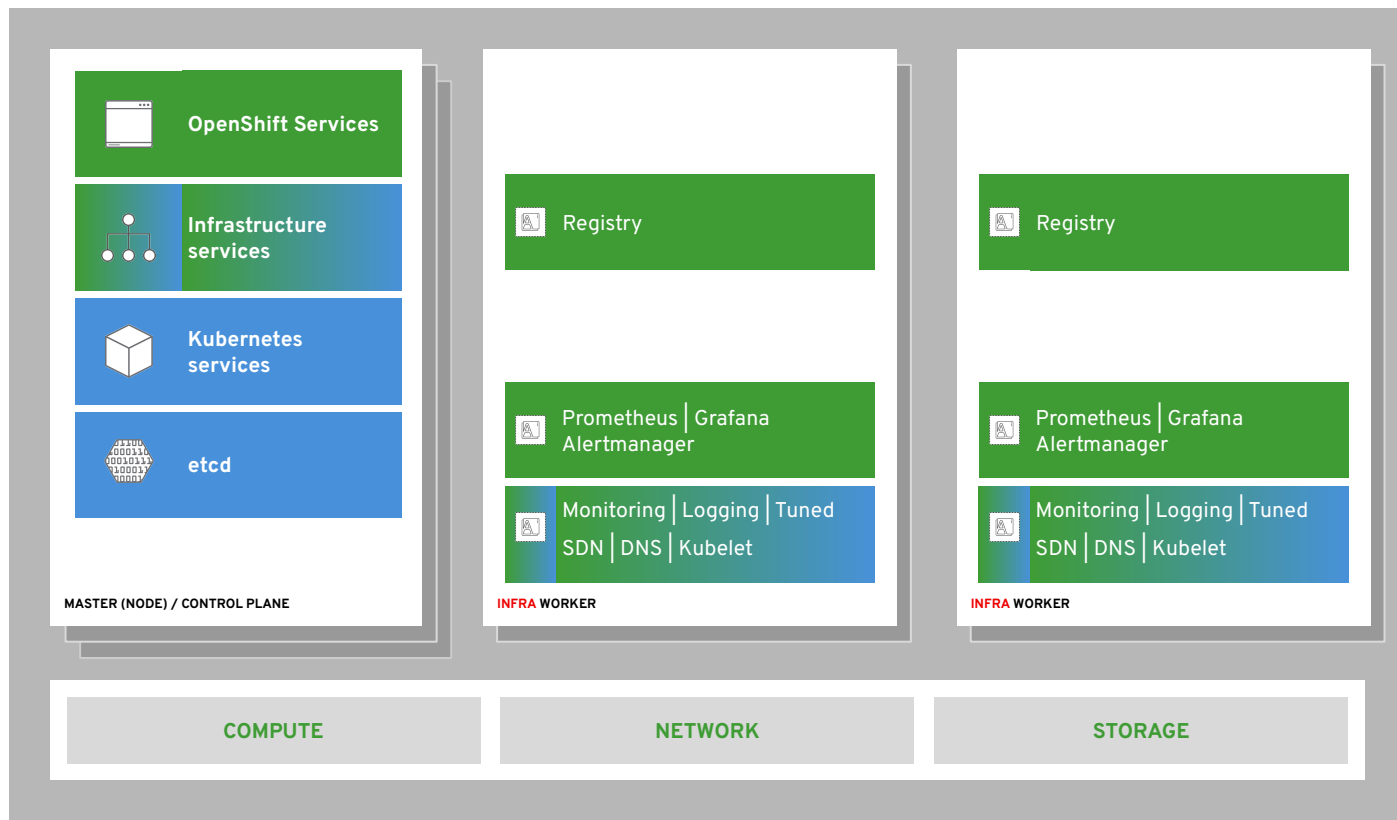 OpenShift Services
Infrastructure
services
Kubernetes
services
etcd
MASTER (NODE) / CONTROL PLANE
Registry
Prometheus | Grafana
Alertmanager
Monitoring | Logging | Tuned
SDN | DNS | Kubelet
INFRA WORKER
Registry
Prometheus | Grafana
Alertmanager
Monitoring | Logging | Tuned
SDN | DNS | Kubelet
INFRA WORKER
COMPUTE
NETWORK
STORAGE